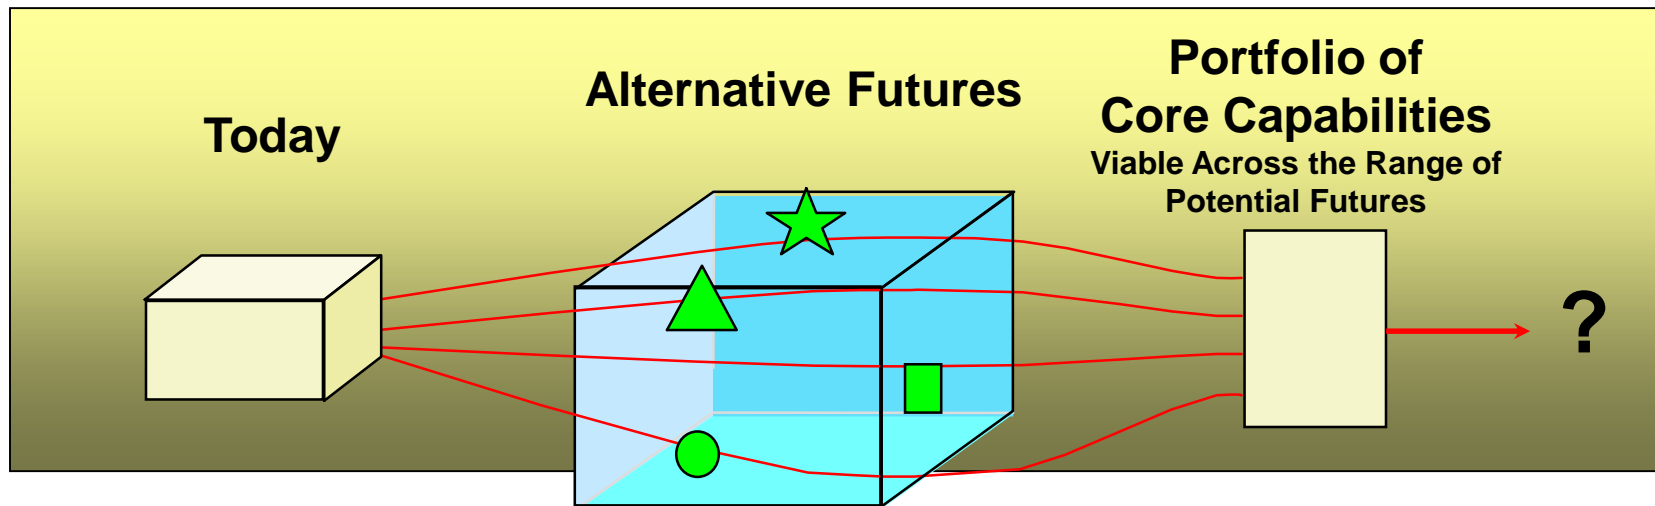 Today
Alternative Futures
Portfolio of
Core Capabilities
Viable Across the Range of
Potential Futures
?